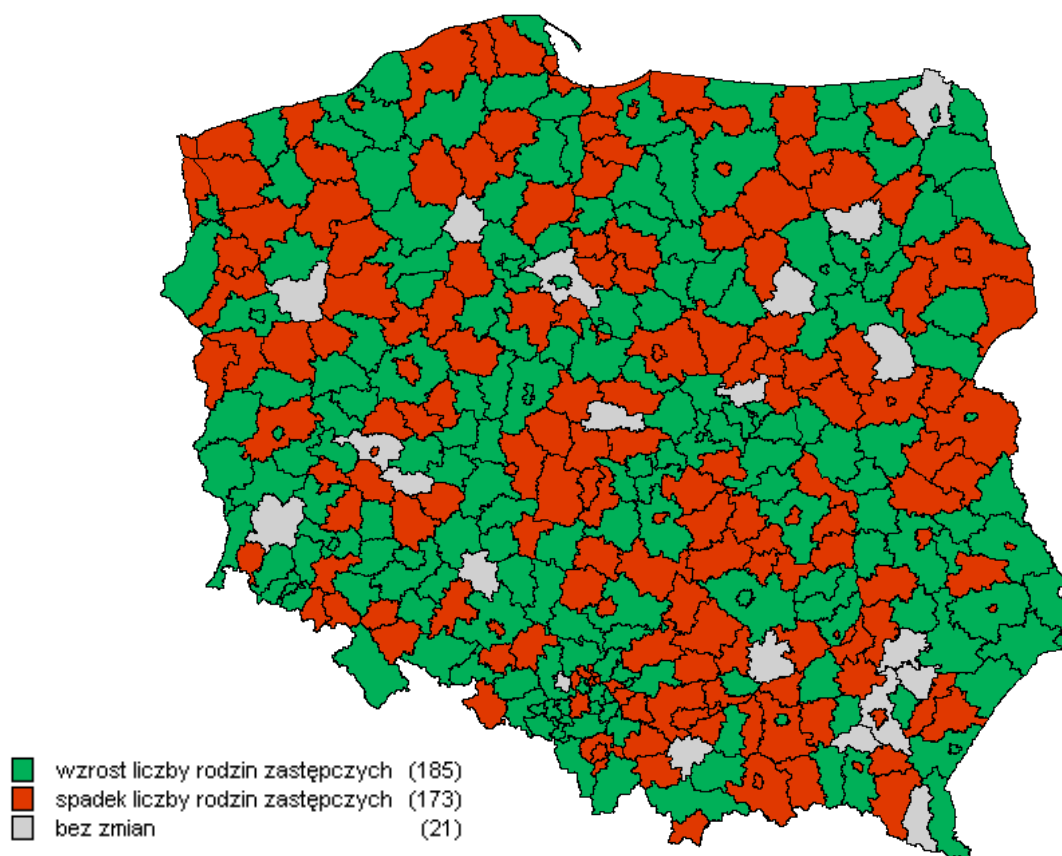 wzrost liczby rodzin zastępczych (185)
spadek liczby rodzin zastępczych (173)
bez zmian (21)